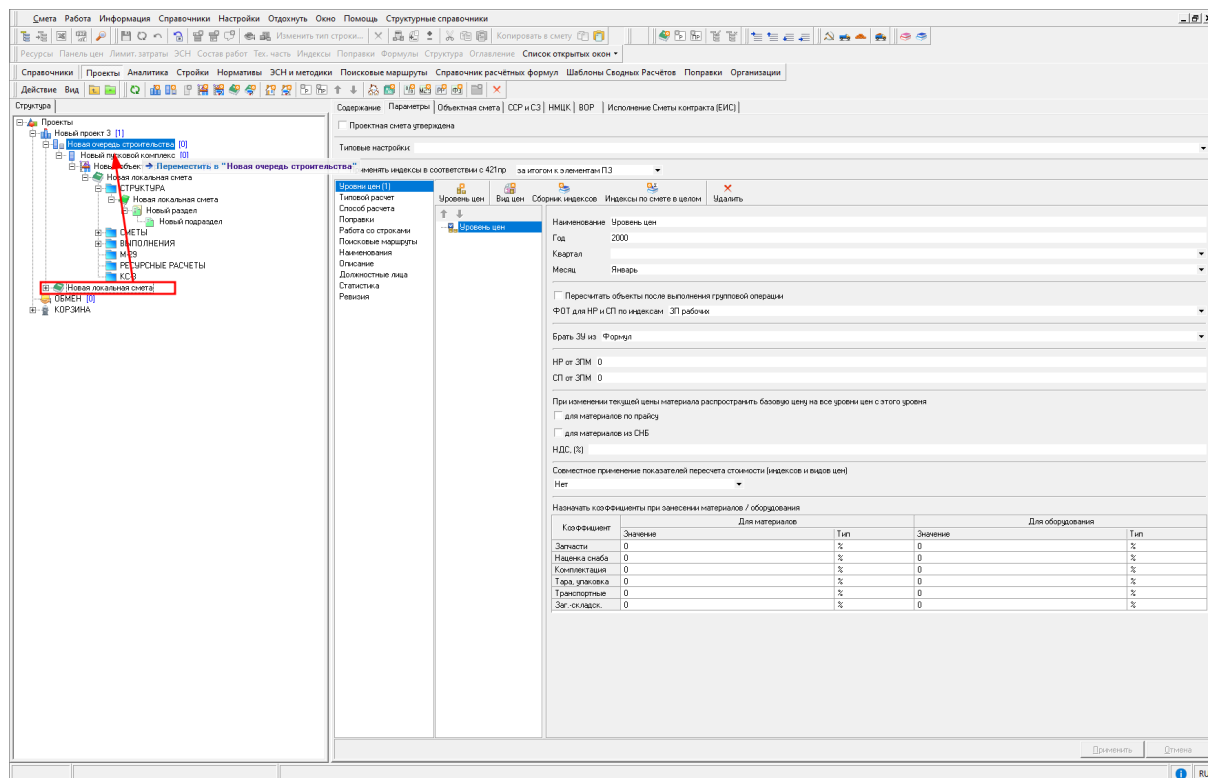 Смета Работа Информация Справочники Настройки Отдохнуть Окно Помощь Структурные справочники
Изменить тип строки... Копировать в смету
Ресурсы Панель цен Лимит. затраты ЭСН Состав работ Тех. часть Индексы Поправки Формулы Структура Оглавление Список открытых окон
Справочники Проекты Аналитика Стройки Нормативы ЭСН и методики Поисковые маршруты Справочник расчётных формул Шаблоны Сводных Расчётов Поправки Организации
Действие Вид
Структура
Проекты
Новый проект 3 [1]
Новая очередь строительства [0]
Новый пусковой комплекс [0]
Новый объек
Переместить в "Новая очередь строительства"
Новая локальная смета
СТРУКТУРА
Новая локальная смета
Новый раздел
Новый подраздел
СМЕТЫ
ВЫПОЛНЕНИЯ
М-29
РЕСУРСНЫЕ РАСЧЕТЫ
КС-3
Новая локальная смета
ОБМЕН [0]
КОРЗИНА
Содержание Параметры Объектная смета ССР и СЗ НМЦК ВОР Исполнение Сметы контракта (ЕИС)
Проектная смета утверждена
Типовые настройки:
именять индексы в соответствии с 421пр за итогом к элементам ПЗ
Уровни цен (1)
Типовой расчет
Способ расчета
Поправки
Работа со строками
Поисковые маршруты
Наименования
Описание
Должностные лица
Статистика
Ревизия
Уровень цен Вид цен Сборник индексов Индексы по смете в целом Удалить
Уровень цен
Наименование Уровень цен
Год 2000
Квартал
Месяц Январь
Пересчитать объекты после выполнения групповой операции
ФОТ для НР и СП по индексам ЗП рабочих
Брать ЗУ из Формул
НР от ЗПМ 0
СП от ЗПМ 0
При изменении текущей цены материала распространить базовую цену на все уровни цен с этого уровня
для материалов по прайсу
для материалов из СНБ
НДС, (%)
Совместное применение показателей пересчета стоимости (индексов и видов цен)
Нет
Назначать коэффициенты при занесении материалов / оборудования
Коэффициент Для материалов Для оборудования
Значение Тип Значение Тип
Запчасти 0 % 0 %
Наценка снаба 0 % 0 %
Комплектация 0 % 0 %
Тара, упаковка 0 % 0 %
Транспортные 0 % 0 %
Заг.-складск. 0 % 0 %
Применить Отмена
RU